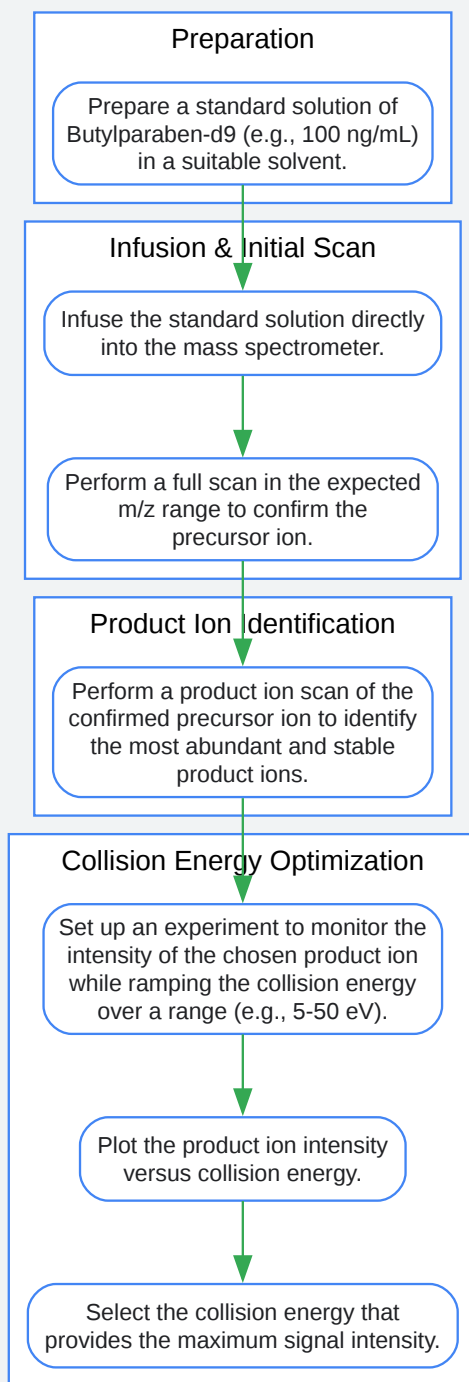 Preparation
Prepare a standard solution of
Butylparaben-d9 (e.g., 100 ng/mL)
in a suitable solvent.
Infusion & Initial Scan
Infuse the standard solution directly
into the mass spectrometer.
Perform a full scan in the expected
m/z range to confirm the
precursor ion.
Product Ion Identification
Perform a product ion scan of the
confirmed precursor ion to identify
the most abundant and stable
product ions.
Collision Energy Optimization
Set up an experiment to monitor the
intensity of the chosen product ion
while ramping the collision energy
over a range (e.g., 5-50 eV).
Plot the product ion intensity
versus collision energy.
Select the collision energy that
provides the maximum signal intensity.